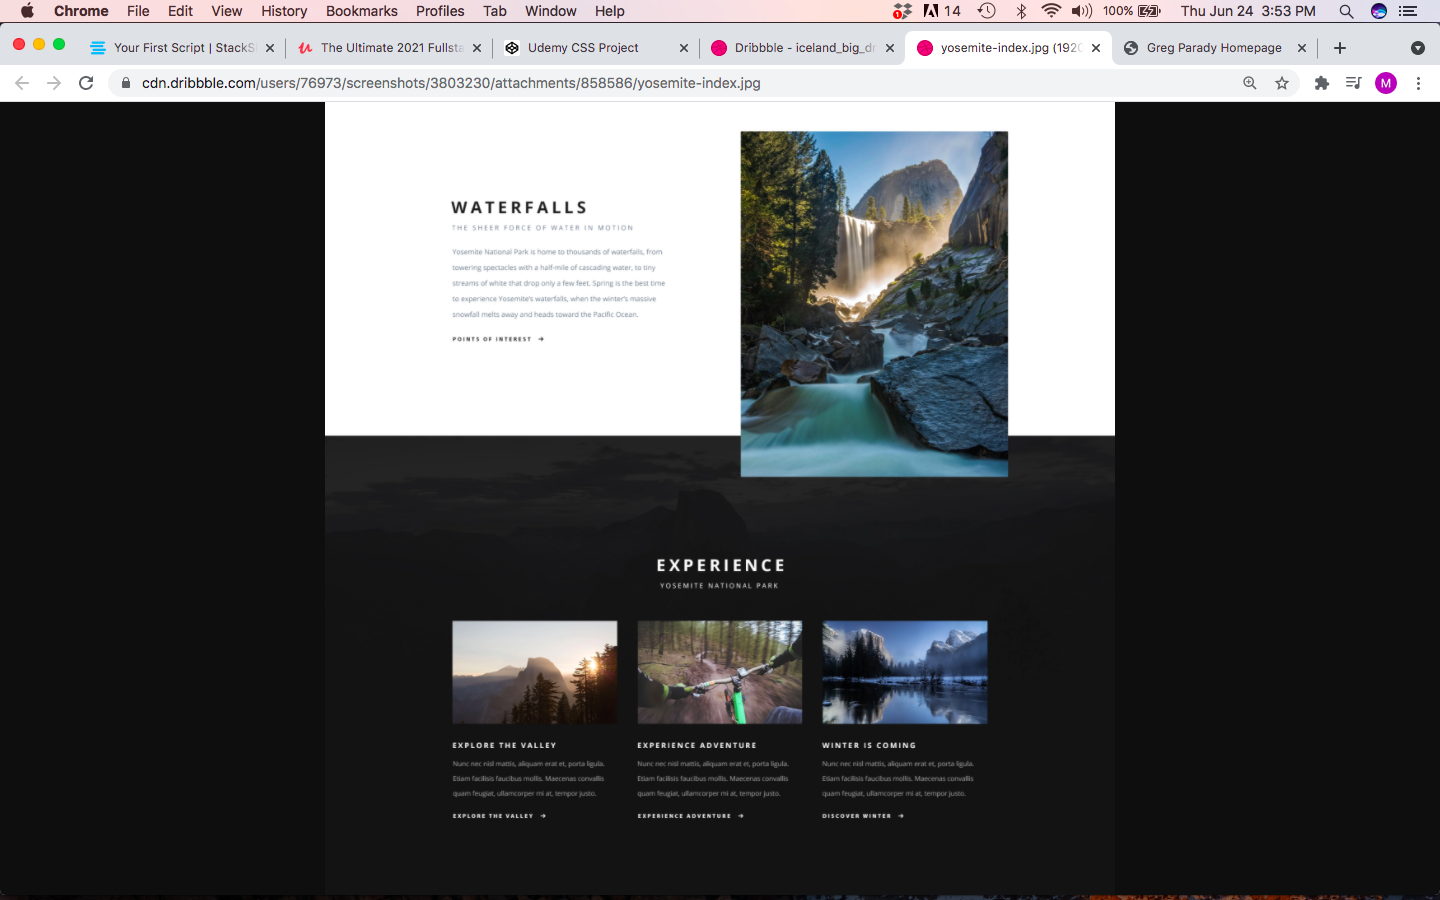 Chrome File Edit View History Bookmarks Profiles Tab Window Help 1 14 100% Thu Jun 24 3:53 PM
Your First Script | StackS The Ultimate 2021 Fullsta Udemy CSS Project Dribbble - iceland_big_dr yosemite-index.jpg (1920 Greg Parady Homepage
cdn.dribbble.com/users/76973/screenshots/3803230/attachments/858586/yosemite-index.jpg M
WATERFALLS
THE SHEER FORCE OF WATER IN MOTION
Yosemite National Park is home to thousands of waterfalls, from
towering spectacles with a half-mile of cascading water, to tiny
streams of white that drop only a few feet. Spring is the best time
to experience Yosemite's waterfalls, when the winter's massive
snowfall melts away and heads toward the Pacific Ocean.
POINTS OF INTEREST →
EXPERIENCE
YOSEMITE NATIONAL PARK
EXPLORE THE VALLEY
Nunc nec nisl mattis, aliquam erat et, porta ligula.
Etiam facilisis faucibus mollis. Maecenas convallis
quam feugiat, ullamcorper mi at, tempor justo.
EXPLORE THE VALLEY →
EXPERIENCE ADVENTURE
Nunc nec nisl mattis, aliquam erat et, porta ligula.
Etiam facilisis faucibus mollis. Maecenas convallis
quam feugiat, ullamcorper mi at, tempor justo.
EXPERIENCE ADVENTURE →
WINTER IS COMING
Nunc nec nisl mattis, aliquam erat et, porta ligula.
Etiam facilisis faucibus mollis. Maecenas convallis
quam feugiat, ullamcorper mi at, tempor justo.
DISCOVER WINTER →